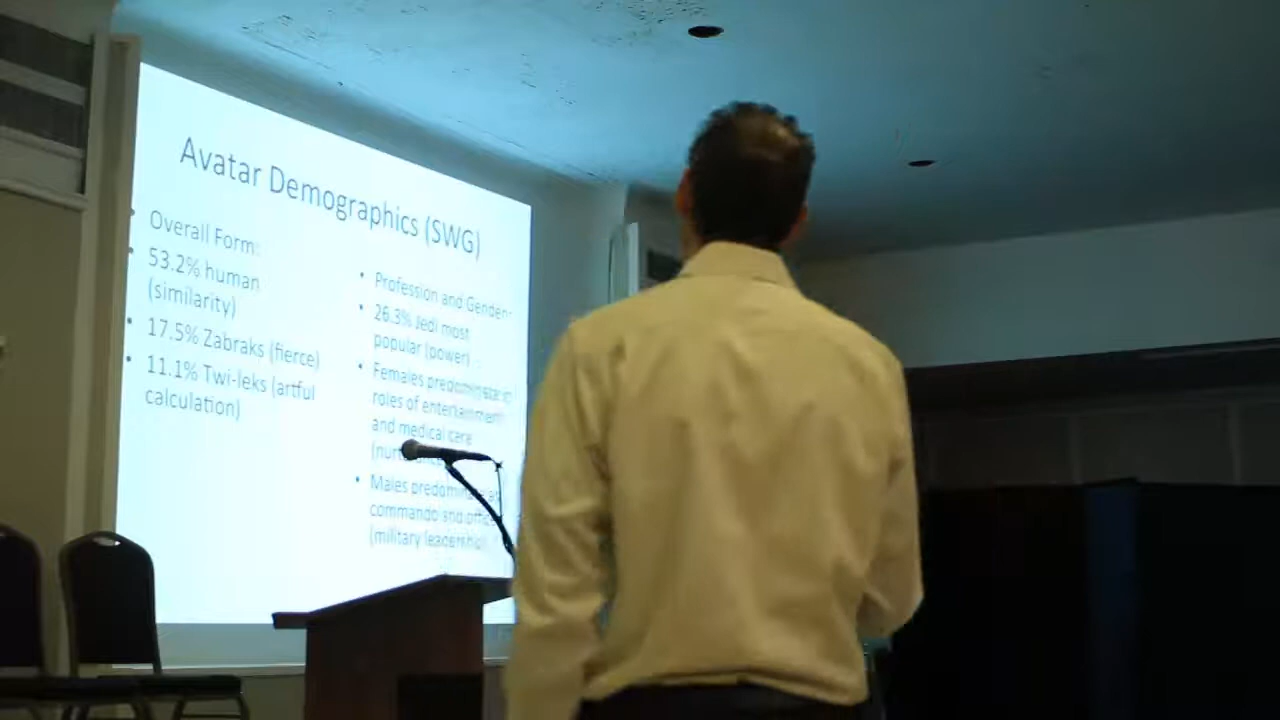 Avatar Demographics (SWG)
Overall Form:
53.2% human
(similarity)
17.5% Zabraks (fierce)
11.1% Twi-leks (artful
calculation)
Profession and Gender:
26.3% Jedi most
popular (power)
Females predominate in
roles of entertainment
and medical care
Males predominate as
commando and
(military leadership)